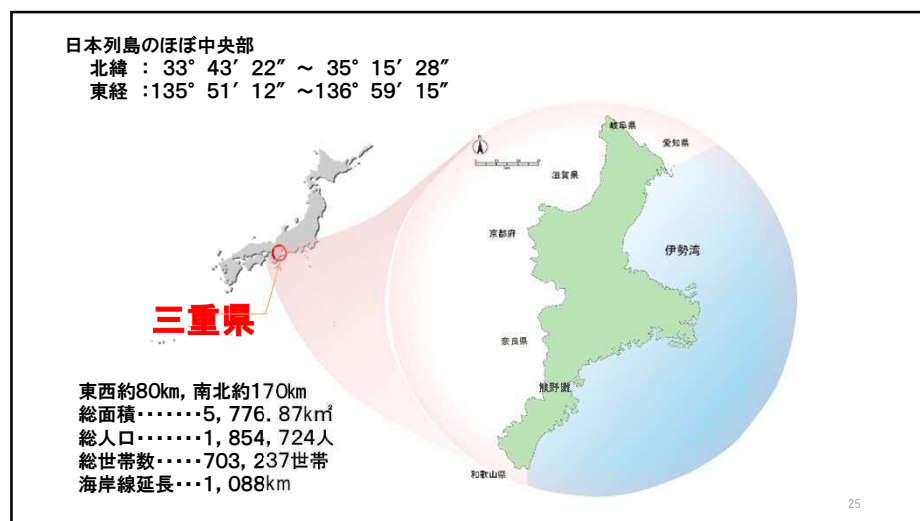 日本列島のほぼ中央部
北緯 : 33° 43′ 22″ ～ 35° 15′ 28″
東経 :135° 51′ 12″ ～136° 59′ 15″
岐阜県
愛知県
N
滋賀県
京都府
伊勢湾
三重県
奈良県
熊野灘
和歌山県
東西約80km, 南北約170km
総面積・・・・・・・5, 776. 87k㎡
総人口・・・・・・・1, 854, 724人
総世帯数・・・・・703, 237世帯
海岸線延長・・・1, 088km
25